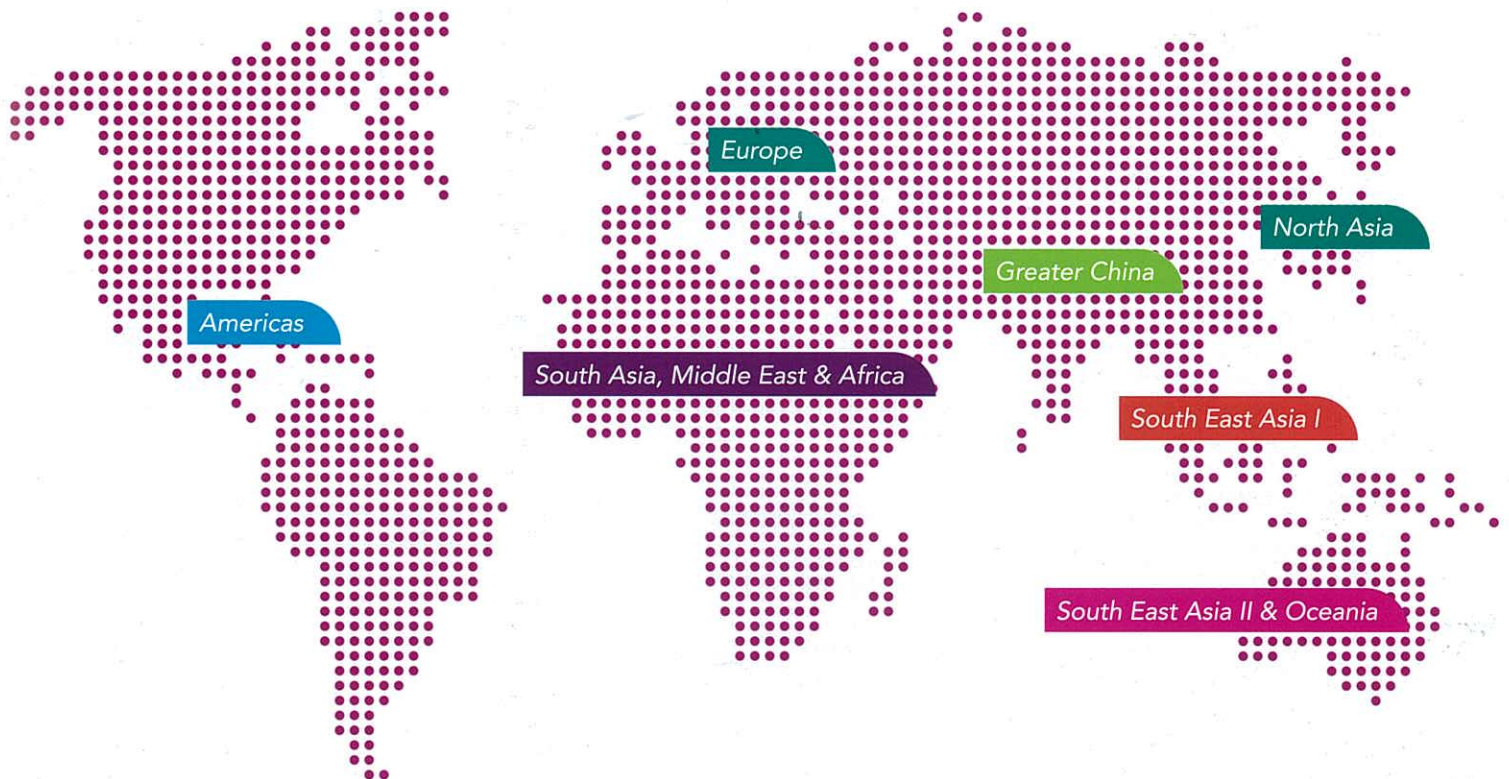 Europe
North Asia
Greater China
Americas
South Asia, Middle East & Africa
South East Asia I
South East Asia II & Oceania